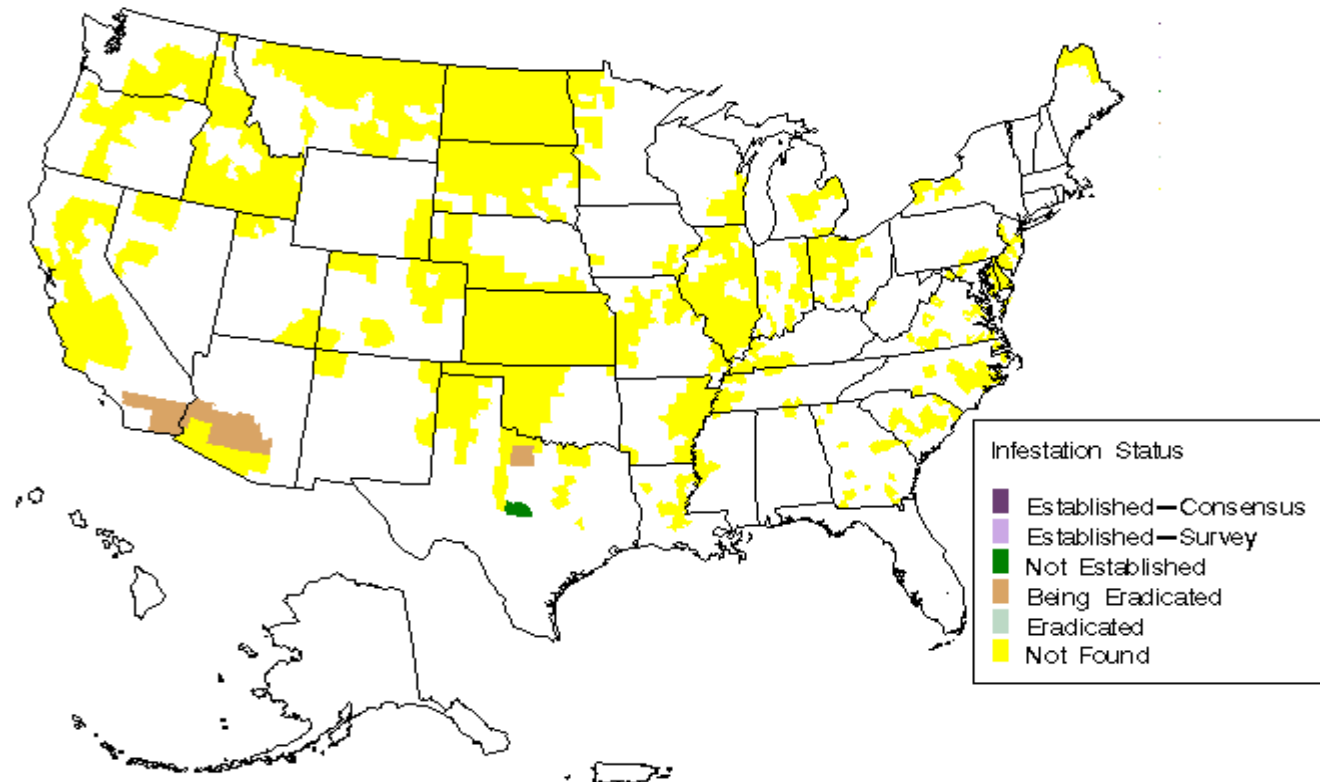 Infestation Status
Established—Consensus
Established—Survey
Not Established
Being Eradicated
Eradicated
Not Found